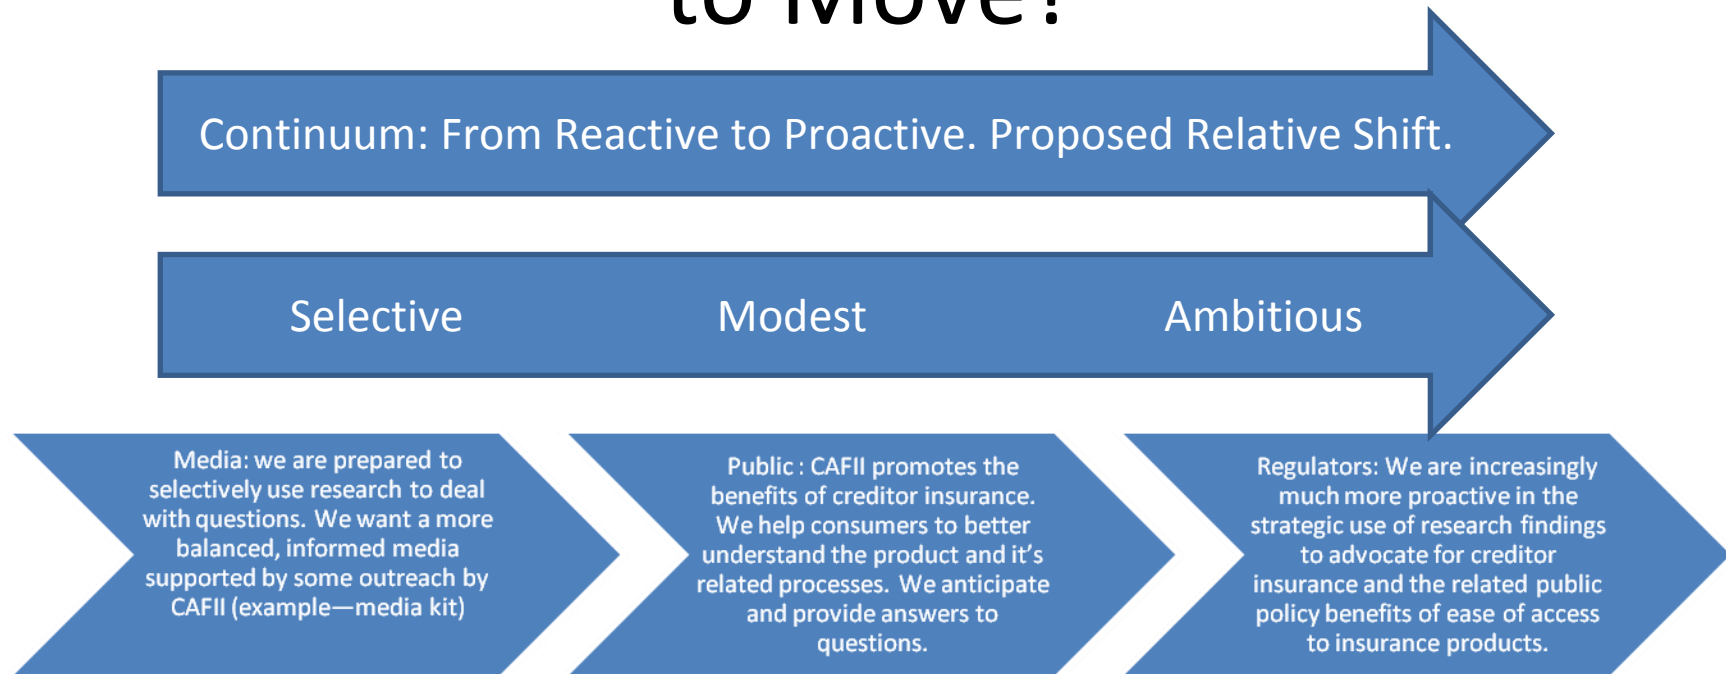 to Move?
Continuum: From Reactive to Proactive. Proposed Relative Shift.
Selective Modest Ambitious
Media: we are prepared to
selectively use research to deal
with questions. We want a more
balanced, informed media
supported by some outreach by
CAFII (example—media kit)
Public : CAFII promotes the
benefits of creditor insurance.
We help consumers to better
understand the product and it's
related processes. We anticipate
and provide answers to
questions.
Regulators: We are increasingly
much more proactive in the
strategic use of research findings
to advocate for creditor
insurance and the related public
policy benefits of ease of access
to insurance products.